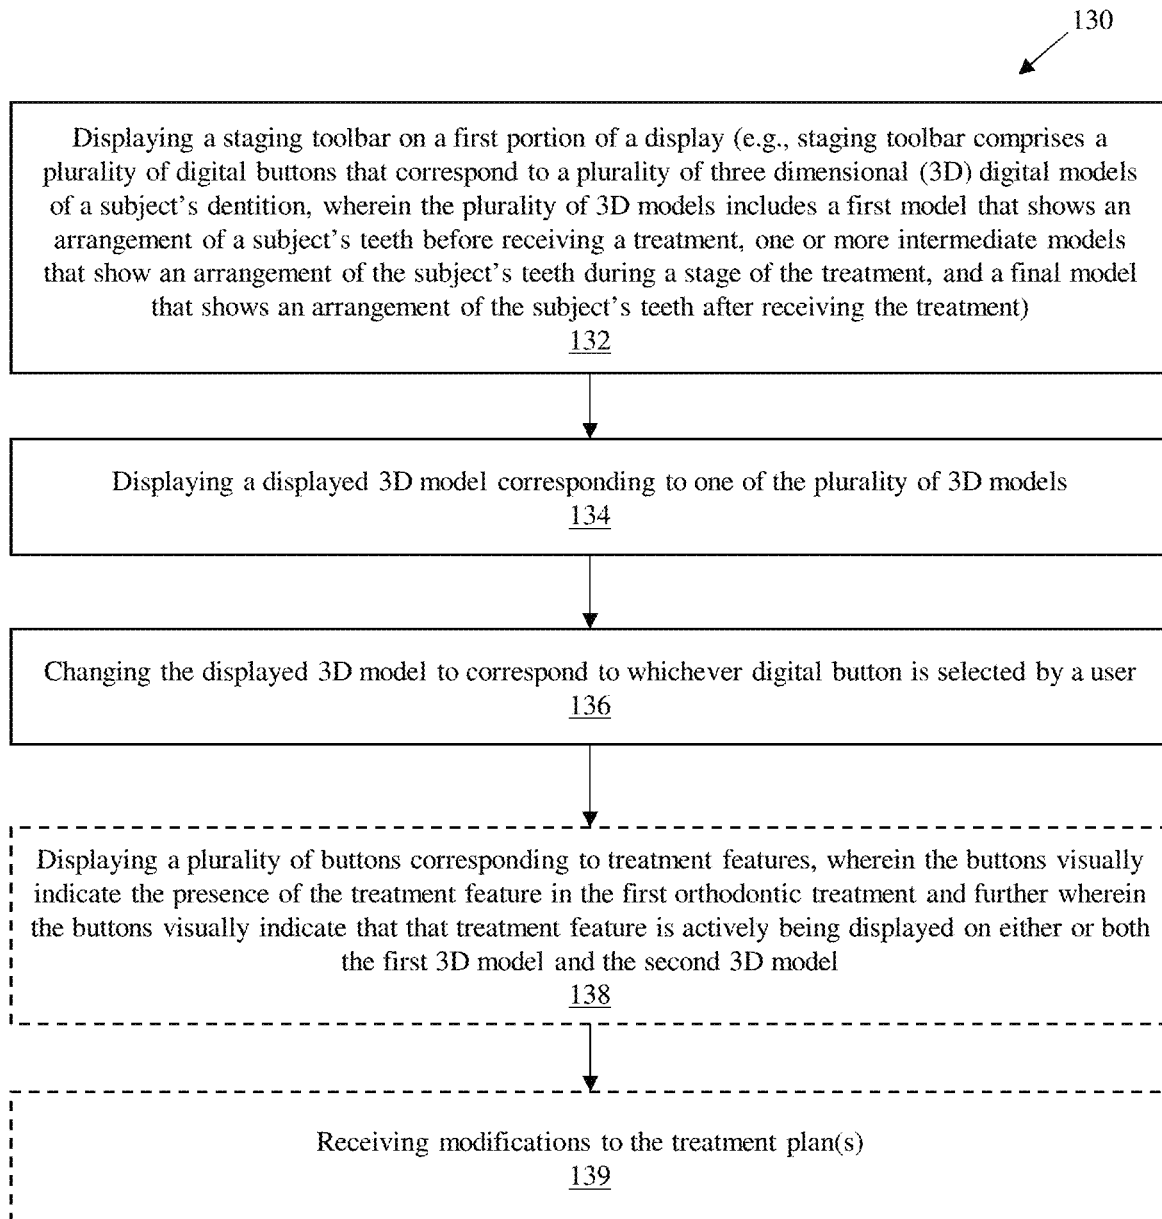 130
Displaying a staging toolbar on a first portion of a display (e.g., staging toolbar comprises a
plurality of digital buttons that correspond to a plurality of three dimensional (3D) digital models
of a subject's dentition, wherein the plurality of 3D models includes a first model that shows an
arrangement of a subject's teeth before receiving a treatment, one or more intermediate models
that show an arrangement of the subject's teeth during a stage of the treatment, and a final model
that shows an arrangement of the subject's teeth after receiving the treatment)
132
Displaying a displayed 3D model corresponding to one of the plurality of 3D models
134
Changing the displayed 3D model to correspond to whichever digital button is selected by a user
136
Displaying a plurality of buttons corresponding to treatment features, wherein the buttons visually
indicate the presence of the treatment feature in the first orthodontic treatment and further wherein
the buttons visually indicate that that treatment feature is actively being displayed on either or both
the first 3D model and the second 3D model
138
Receiving modifications to the treatment plan(s)
139